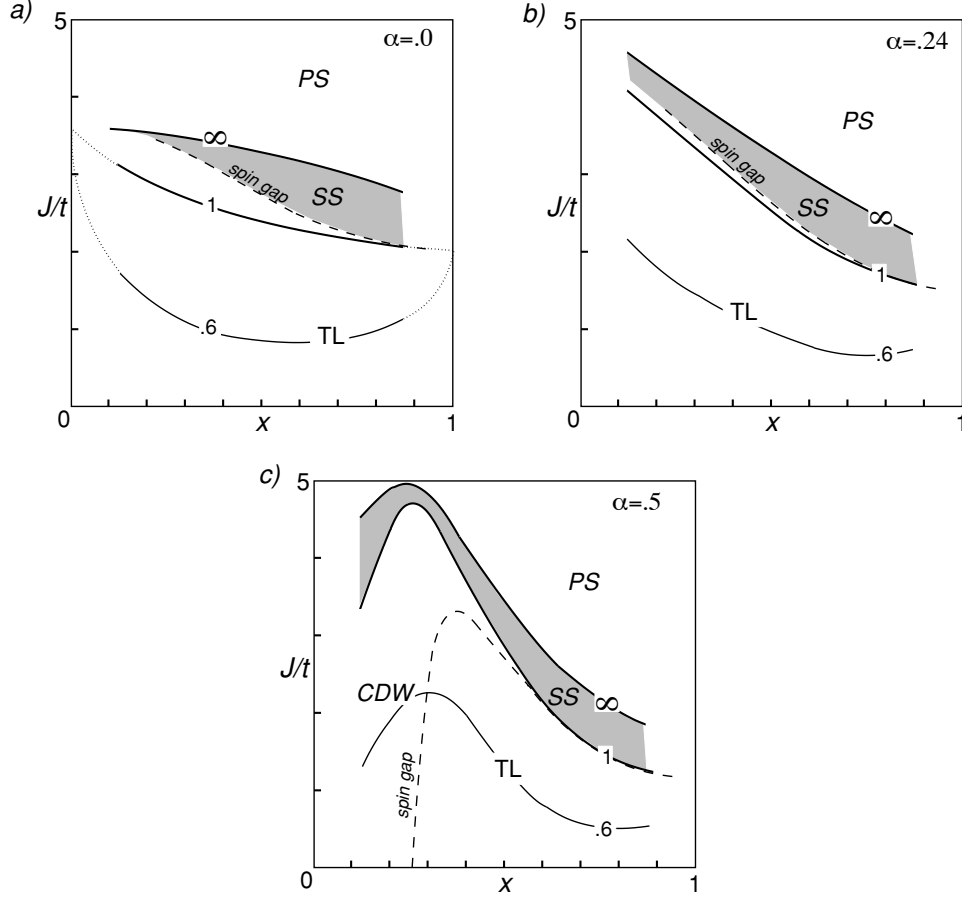 a)
5
α=.0
PS
∞
spin gap
SS
J/t
1
.6
TL
0
x
1
b)
5
α=.24
PS
spin gap
∞
SS
J/t
1
TL
.6
0
x
1
c)
5
α=.5
PS
J/t
CDW
SS
∞
spin gap
TL
1
.6
0
x
1